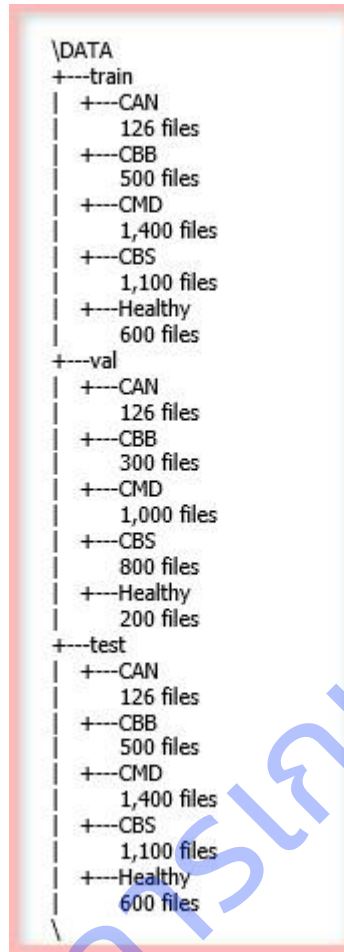 \DATA
+---train
| +---CAN
| 126 files
| +---CBB
| 500 files
| +---CMD
| 1,400 files
| +---CBS
| 1,100 files
| +---Healthy
| 600 files
+---val
| +---CAN
| 126 files
| +---CBB
| 300 files
| +---CMD
| 1,000 files
| +---CBS
| 800 files
| +---Healthy
| 200 files
+---test
| +---CAN
| 126 files
| +---CBB
| 500 files
| +---CMD
| 1,400 files
| +---CBS
| 1,100 files
| +---Healthy
| 600 files
\